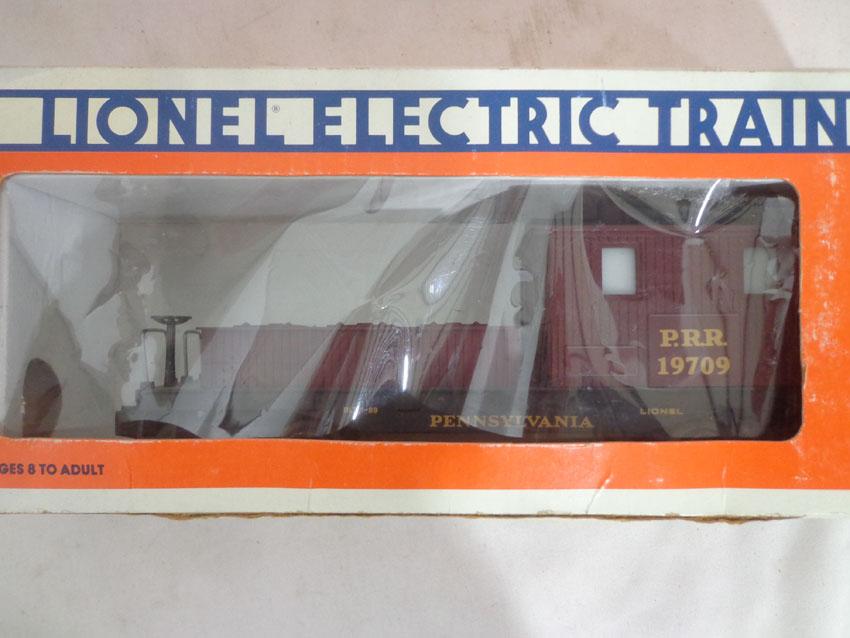 LIONEL® ELECTRIC TRAIN
P.R.R.
19709
PENNSYLVANIA
LIONEL
GES 8 TO ADULT